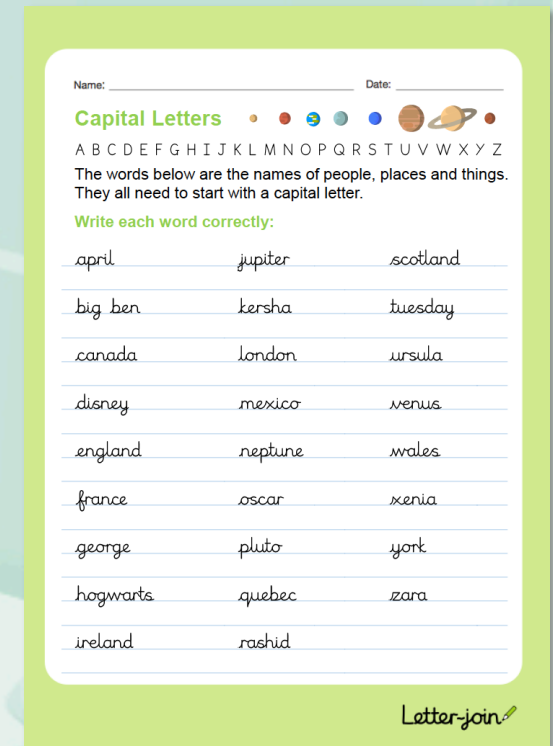 Name: Date:
Capital Letters
A B C D E F G H I J K L M N O P Q R S T U V W X Y Z
The words below are the names of people, places and things.
They all need to start with a capital letter.
Write each word correctly:
april jupiter scotland
big ben kersha tuesday
canada london ursula
disney mexico venus
england neptune wales
france oscar xenia
george pluto york
hogwarts quebec zara
ireland rashid
Letter-join